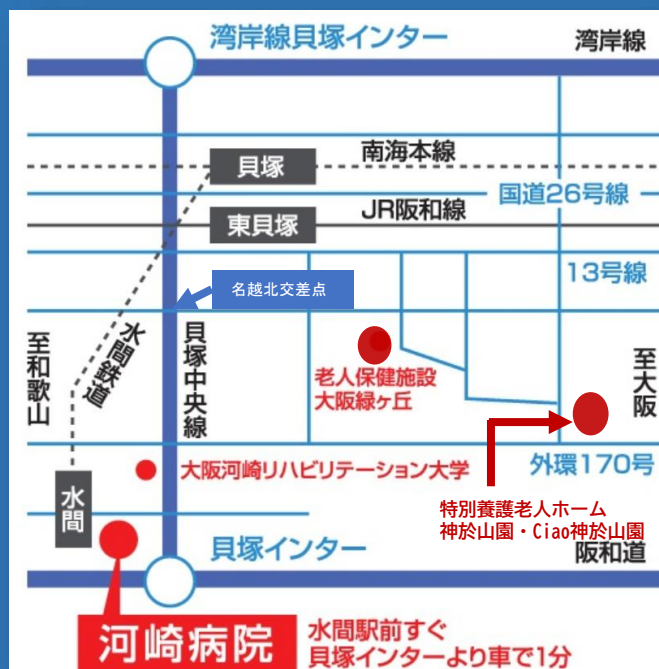 湾岸線貝塚インター
湾岸線
貝塚
南海本線
国道26号線
東貝塚
JR阪和線
13号線
名越北交差点
至和歌山
水間鉄道
貝塚中央線
老人保健施設
大阪緑ヶ丘
至大阪
大阪河崎リハビリテーション大学
外環170号
水間
特別養護老人ホーム
神於山園・Ciao神於山園
貝塚インター
阪和道
河崎病院
水間駅前すぐ
貝塚インターより車で1分